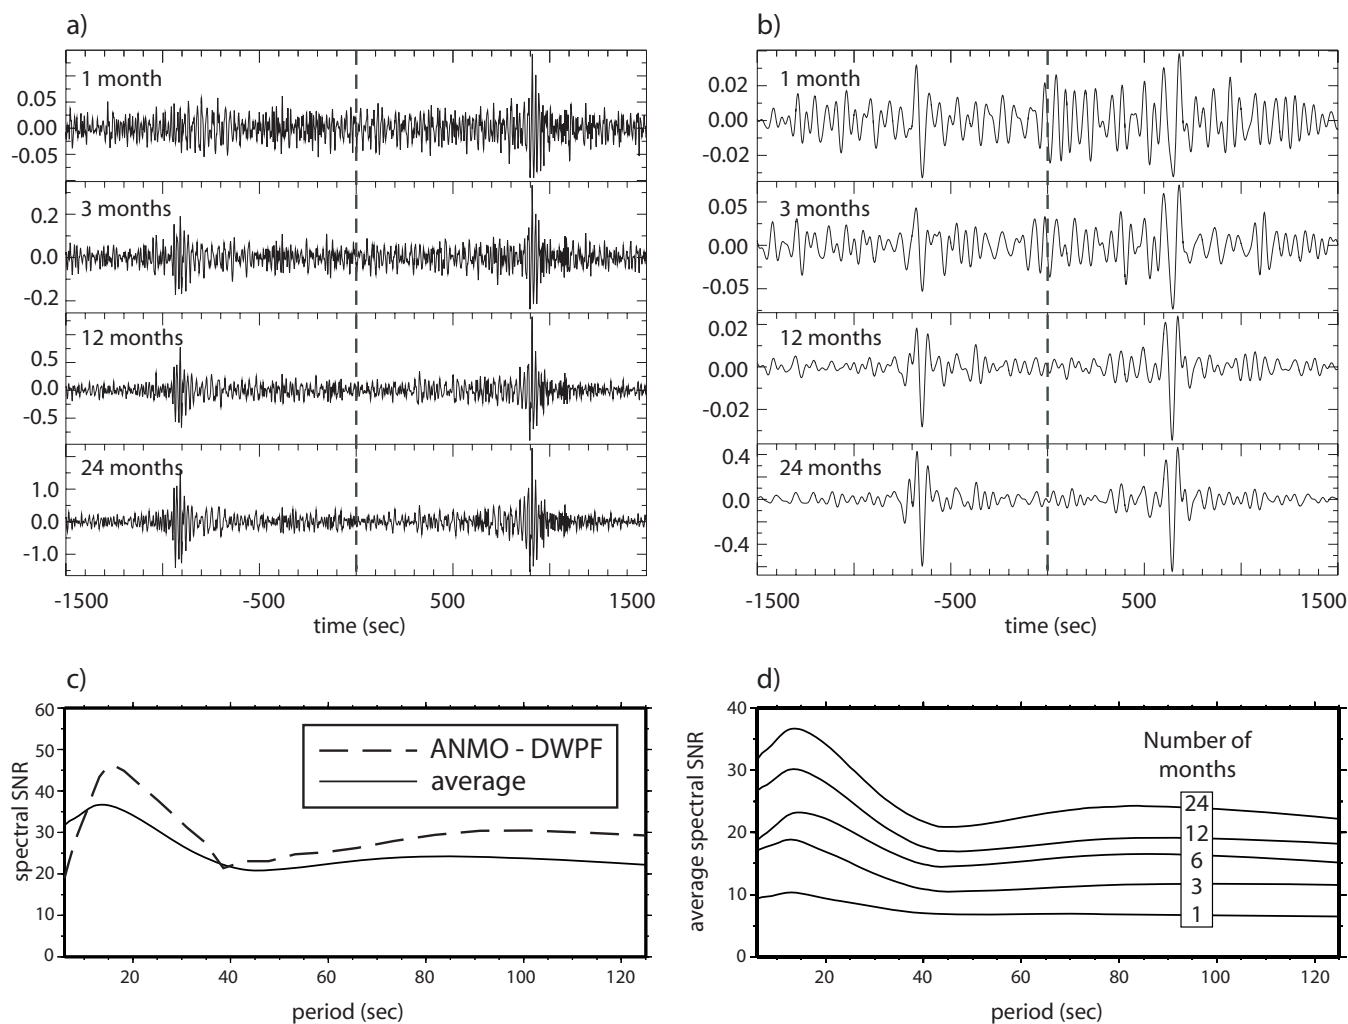 a)
1 month
0.05
0.00
-0.05
3 months
0.2
0.0
-0.2
12 months
0.5
0.0
-0.5
24 months
1.0
0.0
-1.0
-1500 -500 500 1500
time (sec)
b)
1 month
0.02
0.00
-0.02
3 months
0.05
0.00
-0.05
12 months
0.02
0.00
-0.02
24 months
0.4
0.0
-0.4
-1500 -500 500 1500
time (sec)
c)
60
50
40
30
20
10
0
spectral SNR
ANMO - DWPF
average
20 40 60 80 100 120
period (sec)
d)
40
30
20
10
0
average spectral SNR
Number of
months
24
12
6
3
1
20 40 60 80 100 120
period (sec)